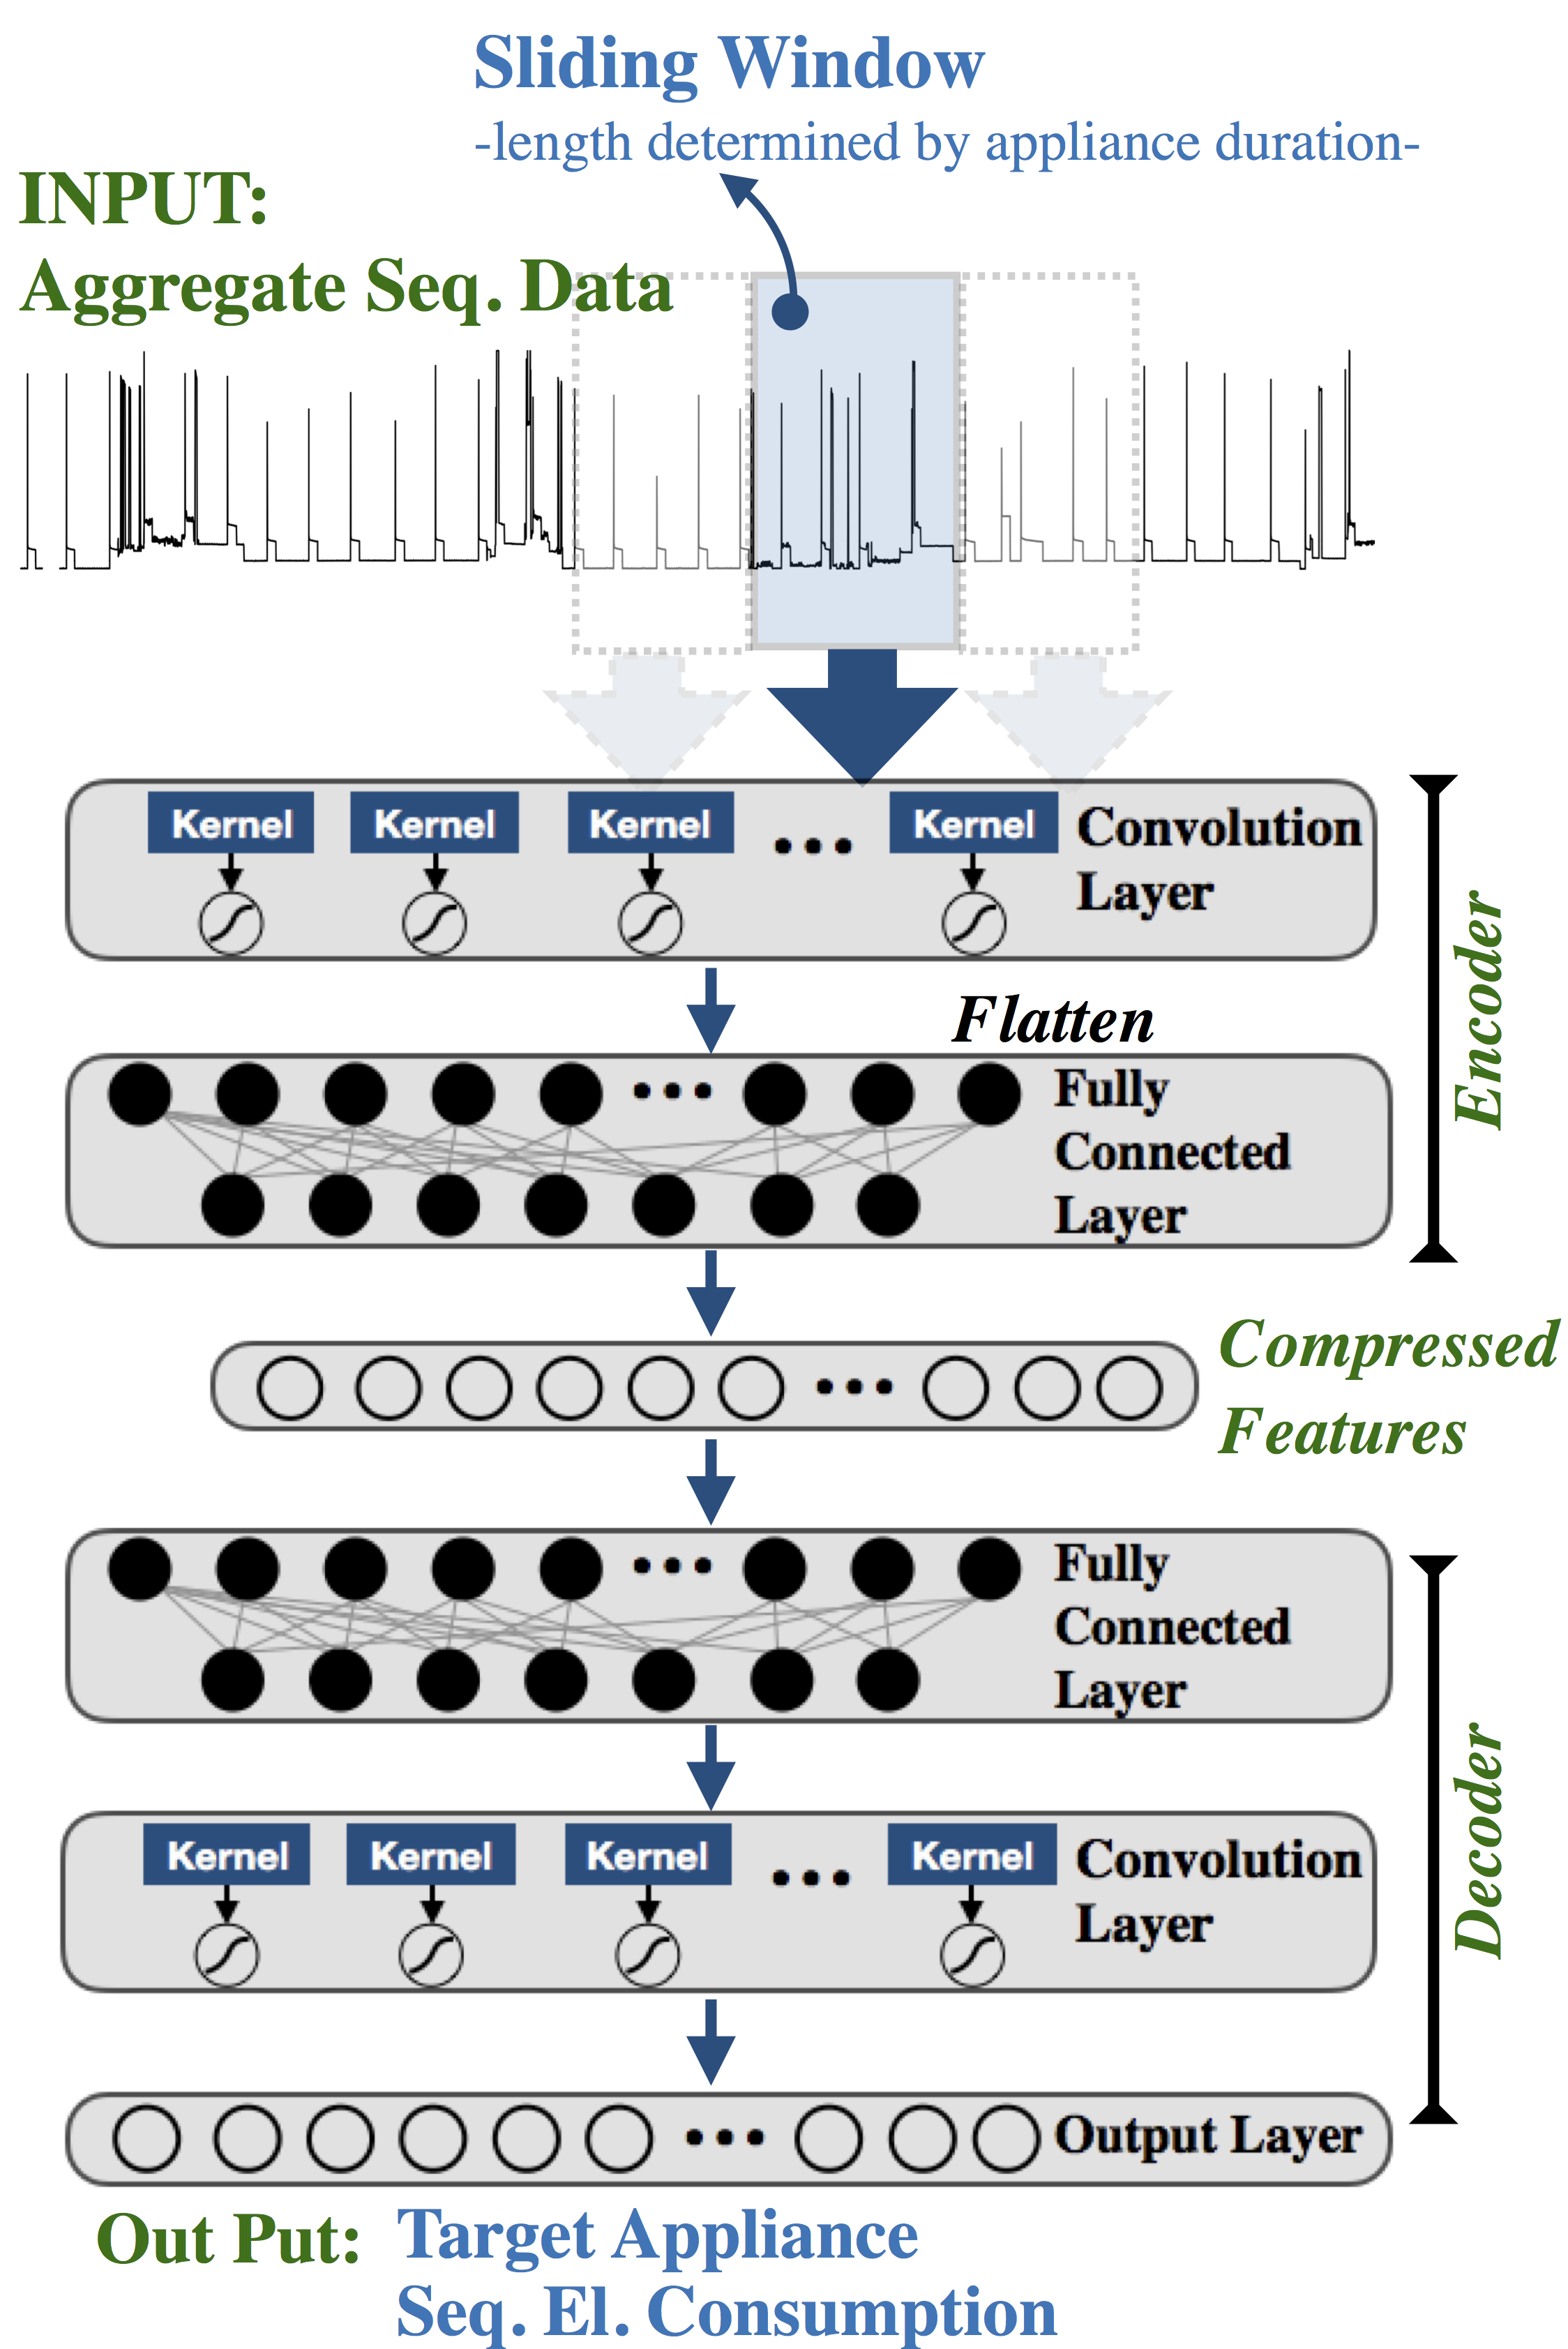 Sliding Window
-length determined by appliance duration-
INPUT:
Aggregate Seq. Data
Kernel Kernel Kernel ... Kernel
Convolution
Layer
Flatten
Fully
Connected
Layer
Encoder
Compressed
Features
Fully
Connected
Layer
Kernel Kernel Kernel ... Kernel
Convolution
Layer
Decoder
Output Layer
Out Put: Target Appliance
Seq. El. Consumption